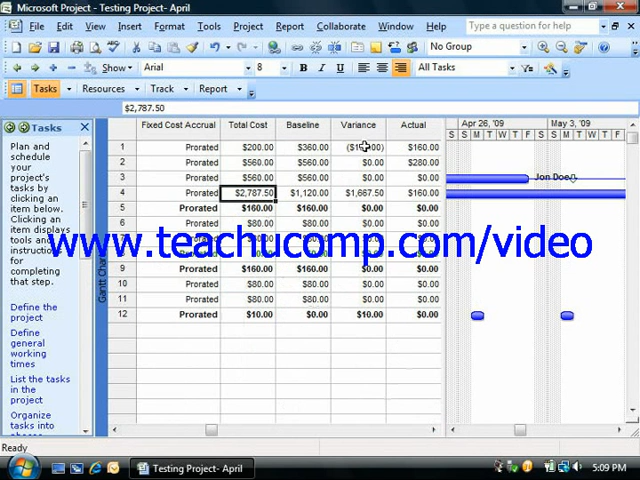 Microsoft Project - Testing Project- April
File Edit View Insert Format Tools Project Report Collaborate Window Help
Type a question for help
No Group
Show Arial 8 B I U All Tasks
Tasks Resources Track Report
$2,787.50
Tasks
Plan and schedule your project's tasks by clicking an item below. Clicking an item displays tools and instructions for completing that step.
Define the project
Define general working times
List the tasks in the project
Organize tasks into
Gantt Char
Fixed Cost Accrual Total Cost Baseline Variance Actual
Apr 26, '09 May 3, '09
S S M T W T F S S M T W T F S
1 Prorated $200.00 $360.00 $160.00
2 Prorated $560.00 $560.00 $0.00 $280.00
3 Prorated $560.00 $560.00 $0.00 $0.00
Jon Doe
4 Prorated $2,787.50 $1,120.00 $1,667.50 $160.00
5 Prorated $160.00 $160.00 $0.00 $0.00
6 Prorated $80.00 $80.00 $0.00 $0.00
www.teachucomp.com/video
9 Prorated $160.00 $160.00 $0.00 $0.00
10 Prorated $80.00 $80.00 $0.00 $0.00
11 Prorated $80.00 $80.00 $0.00 $0.00
12 Prorated $10.00 $0.00 $10.00 $0.00
Ready
Testing Project- April
5:09 PM